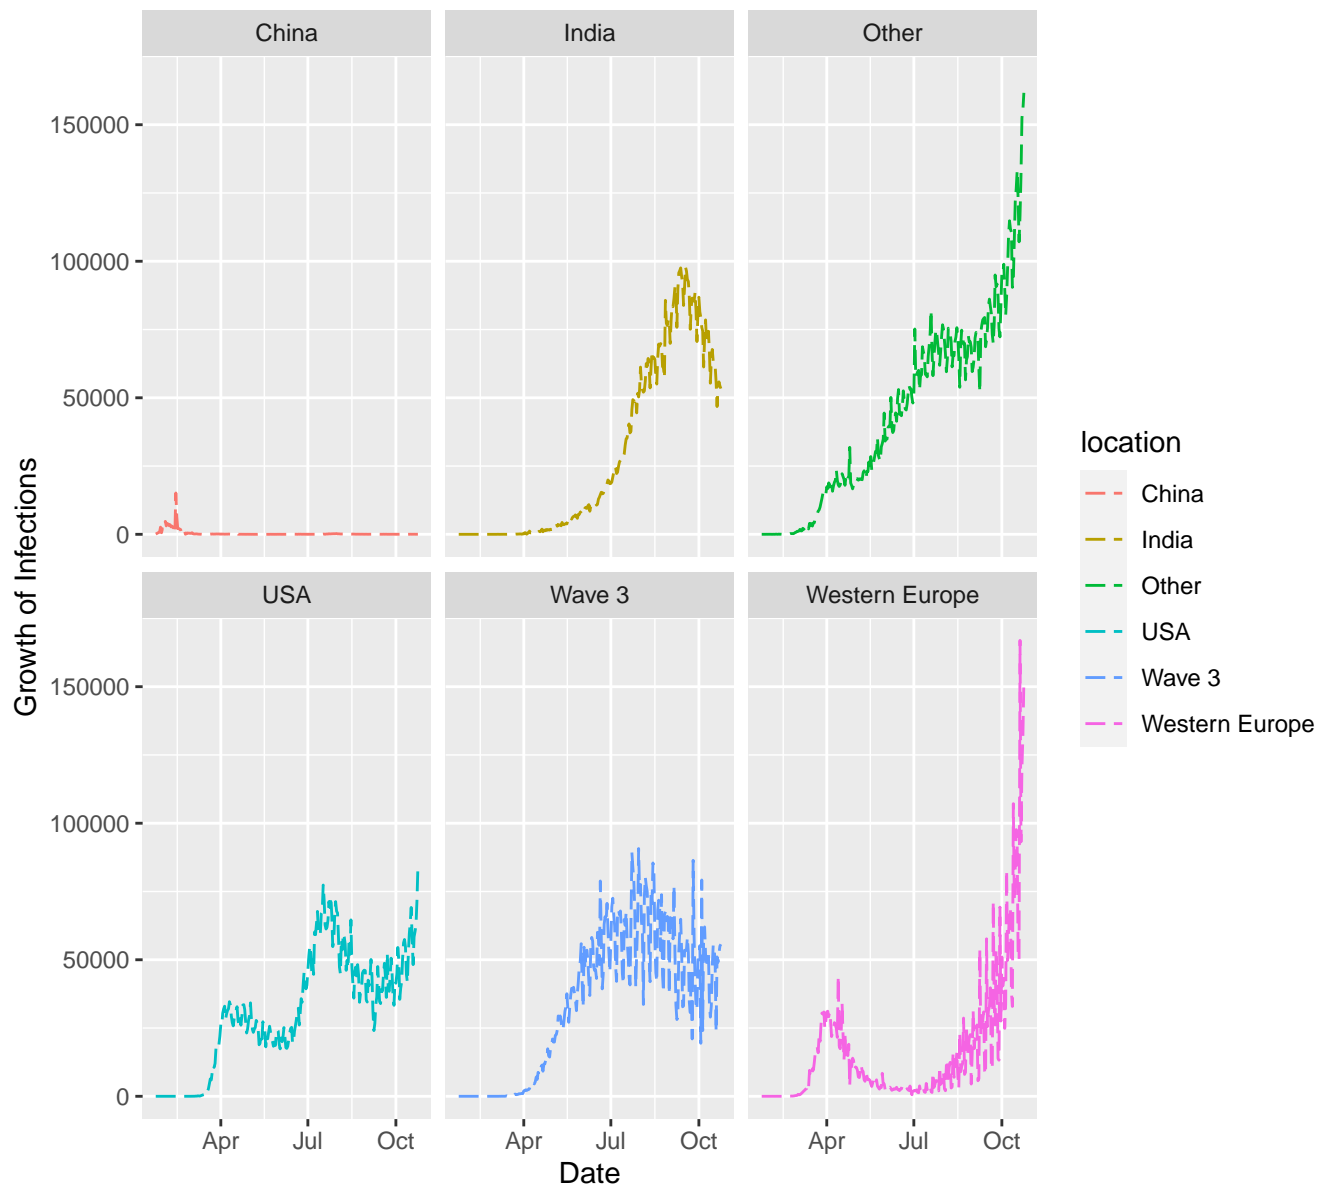 China
India
Other
150000
100000
50000
0
USA
Wave 3
Western Europe
150000
100000
50000
0
Apr
Jul
Oct
Apr
Jul
Oct
Apr
Jul
Oct
Date
Growth of Infections
location
China
India
Other
USA
Wave 3
Western Europe